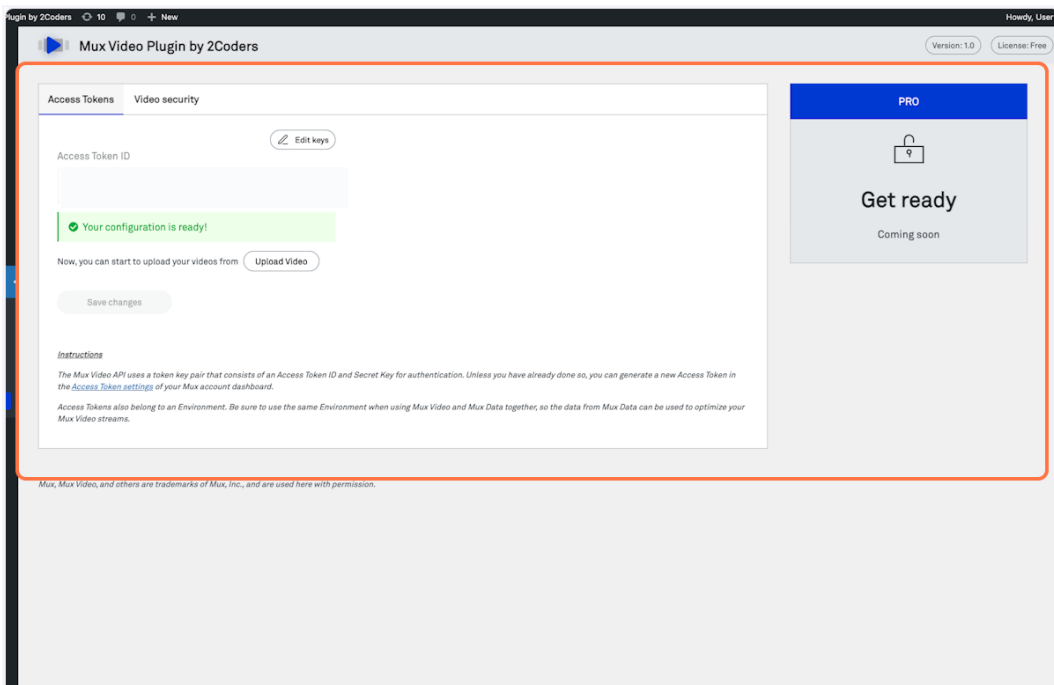 lugin by 2Coders 10 0 + New Howdy, User
Mux Video Plugin by 2Coders Version: 1.0 License: Free
Access Tokens Video security
Edit keys
Access Token ID
Your configuration is ready!
Now, you can start to upload your videos from Upload Video
Save changes
Instructions
The Mux Video API uses a token key pair that consists of an Access Token ID and Secret Key for authentication. Unless you have already done so, you can generate a new Access Token in
the Access Token settings of your Mux account dashboard.
Access Tokens also belong to an Environment. Be sure to use the same Environment when using Mux Video and Mux Data together, so the data from Mux Data can be used to optimize your
Mux Video streams.
PRO
Get ready
Coming soon
Mux, Mux Video, and others are trademarks of Mux, Inc., and are used here with permission.